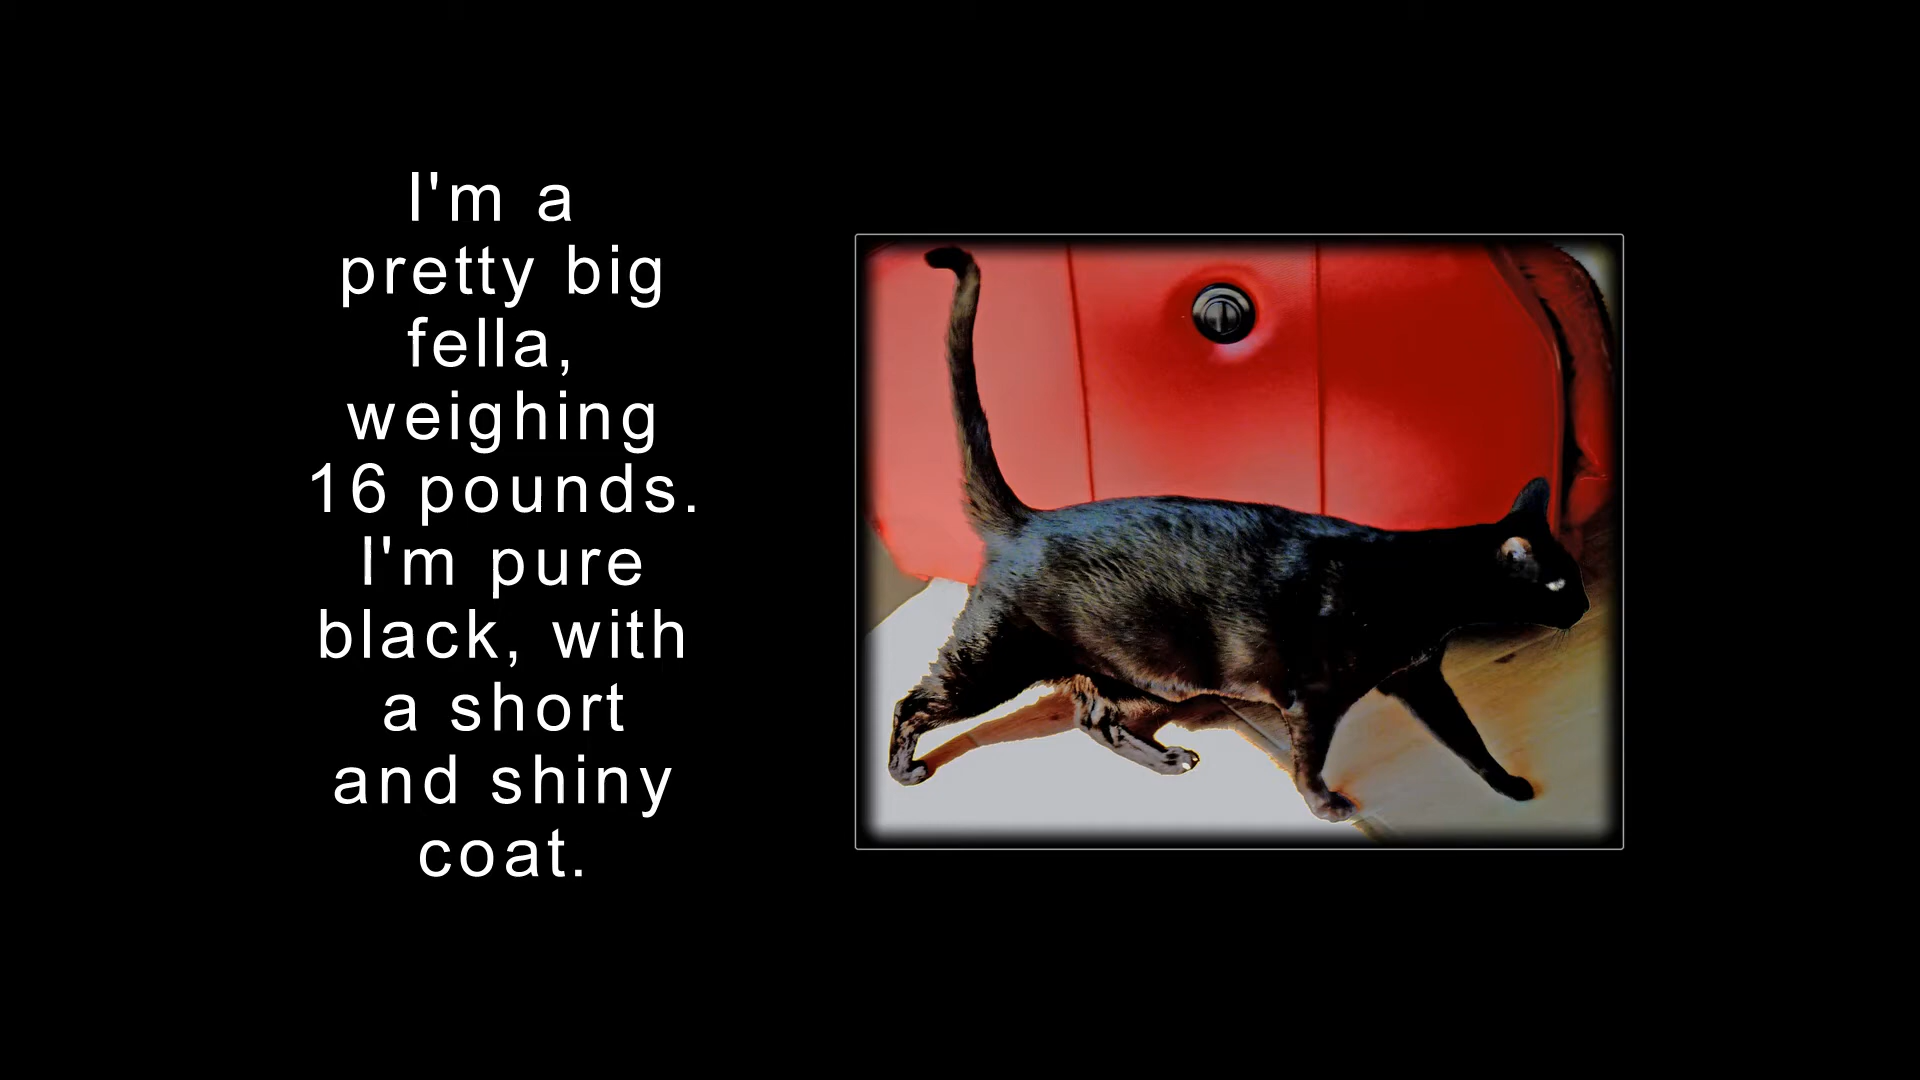 I'm a
pretty big
fella,
weighing
16 pounds.
I'm pure
black, with
a short
and shiny
coat.